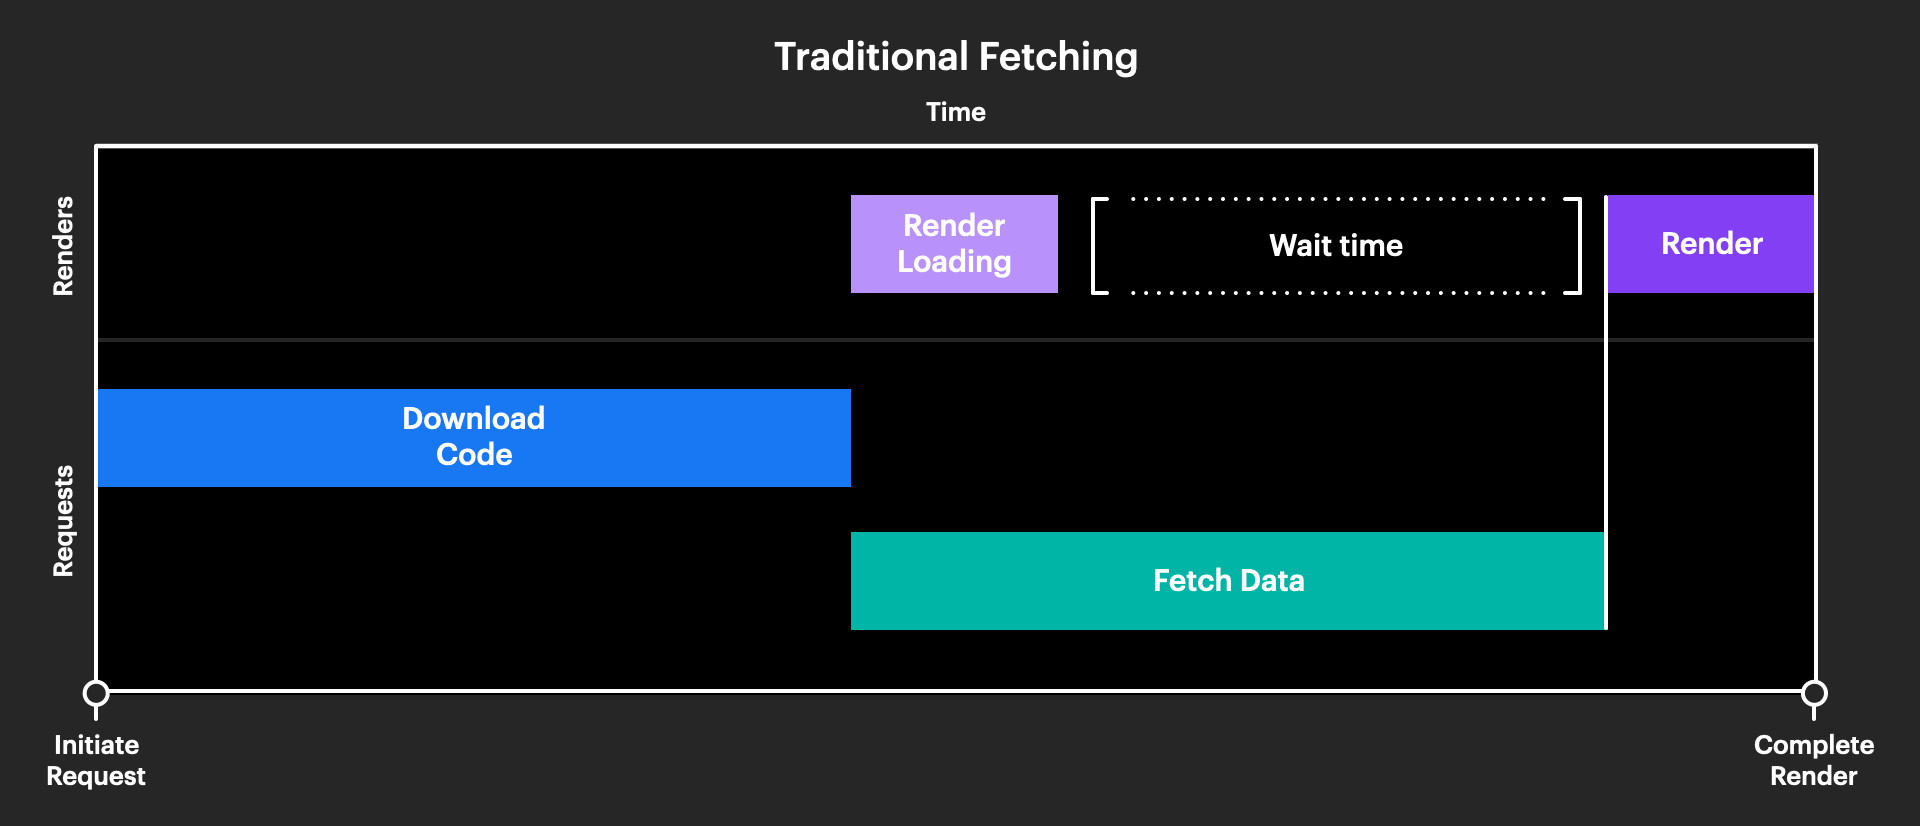 Traditional Fetching
Time
Renders
Render
Loading
Wait time
Render
Requests
Download
Code
Fetch Data
Initiate
Request
Complete
Render